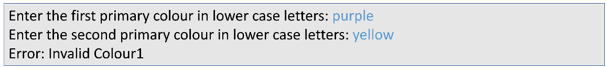 Enter the first primary colour in lower case letters: purple
Enter the second primary colour in lower case letters: yellow
Error: Invalid Colour1